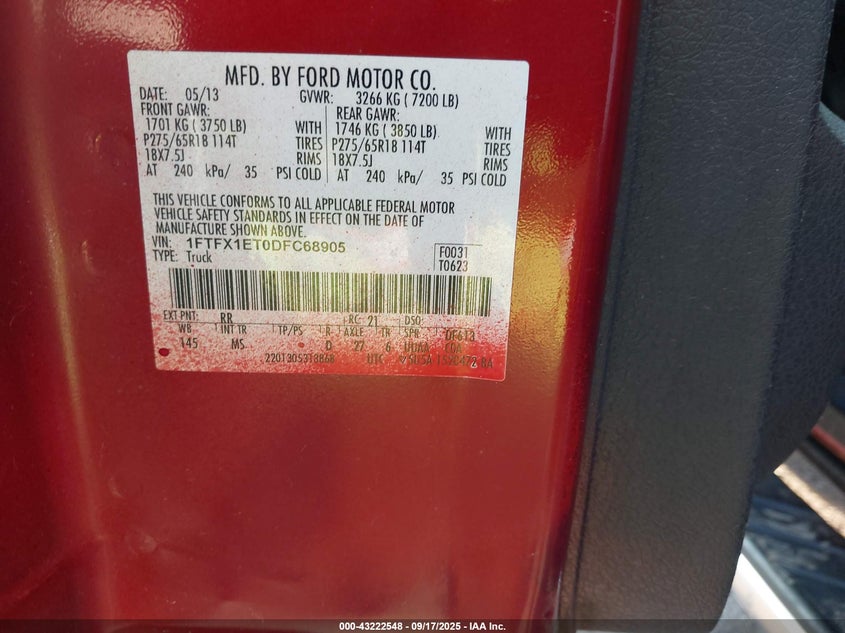 MFD. BY FORD MOTOR CO.
DATE: 05/13 GVWR: 3266 KG ( 7200 LB)
FRONT GAWR: REAR GAWR:
1701 KG ( 3750 LB) WITH 1746 KG ( 3850 LB) WITH
P275/65R18 114T TIRES P275/65R18 114T TIRES
18X7.5J RIMS 18X7.5J RIMS
AT 240 kPa/ 35 PSI COLD AT 240 kPa/ 35 PSI COLD
THIS VEHICLE CONFORMS TO ALL APPLICABLE FEDERAL MOTOR
VEHICLE SAFETY STANDARDS IN EFFECT ON THE DATE OF
MANUFACTURE SHOWN ABOVE.
VIN: 1FTFX1ET0DFC68905 F0031
TYPE: Truck T0623
EXT PNT: RR RC: 21 DSO:
WB INT TR TP/PS R AXLE TR SPR DF613
145 MS D 27 6
UTC
000-43222548 - 09/17/2025 - IAA Inc.